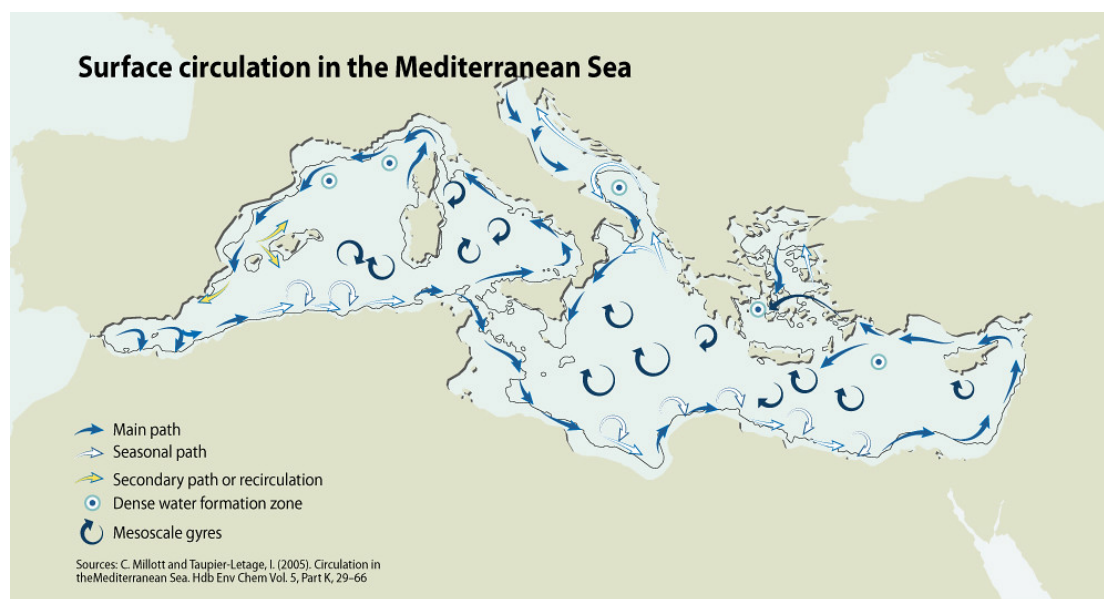 Surface circulation in the Mediterranean Sea
Main path
Seasonal path
Secondary path or recirculation
Dense water formation zone
Mesoscale gyres
Sources: C. Millott and Taupier-Letage, I. (2005). Circulation in
theMediterranean Sea. Hdb Env Chem Vol. 5, Part K, 29–66